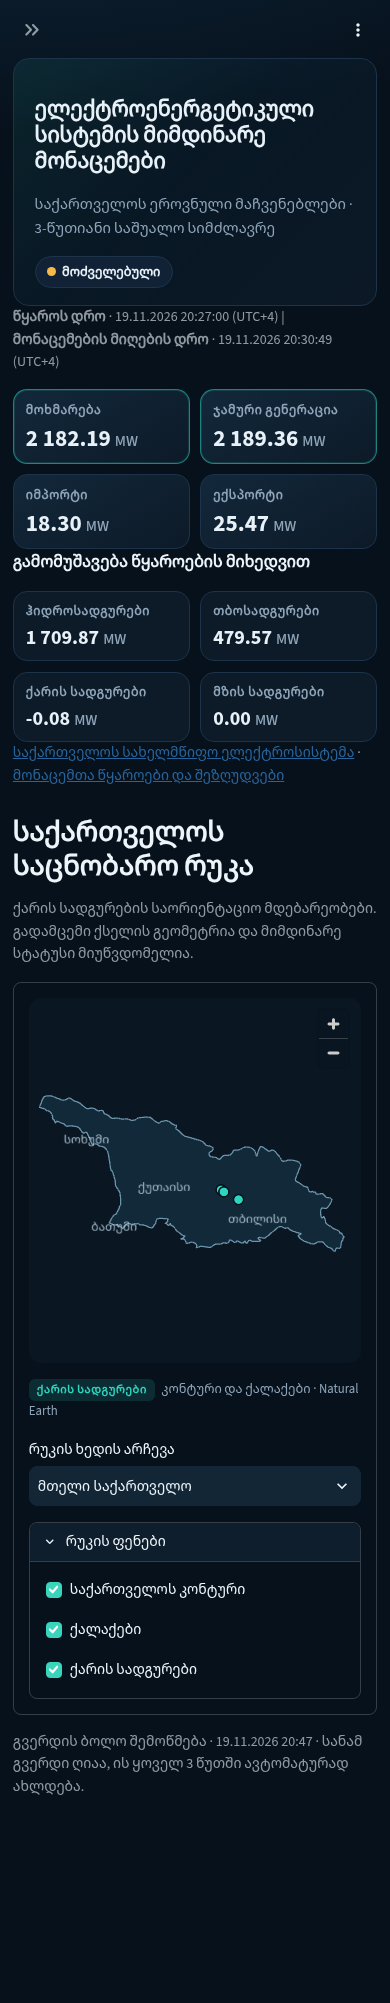 ელექტროენერგეტიკული
სისტემის მიმდინარე
მონაცემები
საქართველოს ეროვნული მაჩვენებლები ·
3-წუთიანი საშუალო სიმძლავრე
მოძველებული
წყაროს დრო · 19.11.2026 20:27:00 (UTC+4) |
მონაცემების მიღების დრო · 19.11.2026 20:30:49
(UTC+4)
მოხმარება
2 182.19 MW
ჯამური გენერაცია
2 189.36 MW
იმპორტი
18.30 MW
ექსპორტი
25.47 MW
გამომუშავება წყაროების მიხედვით
ჰიდროსადგურები
1 709.87 MW
თბოსადგურები
479.57 MW
ქარის სადგურები
-0.08 MW
მზის სადგურები
0.00 MW
საქართველოს სახელმწიფო ელექტროსისტემა ·
მონაცემთა წყაროები და შეზღუდვები
საქართველოს
საცნობარო რუკა
ქარის სადგურების საორიენტაციო მდებარეობები.
გადამცემი ქსელის გეომეტრია და მიმდინარე
სტატუსი მიუწვდომელია.
სოხუმი
ქუთაისი
ბათუმი
თბილისი
ქარის სადგურები კონტური და ქალაქები · Natural
Earth
რუკის ხედის არჩევა
მთელი საქართველო
რუკის ფენები
საქართველოს კონტური
ქალაქები
ქარის სადგურები
გვერდის ბოლო შემოწმება · 19.11.2026 20:47 · სანამ
გვერდი ღიაა, ის ყოველ 3 წუთში ავტომატურად
ახლდება.